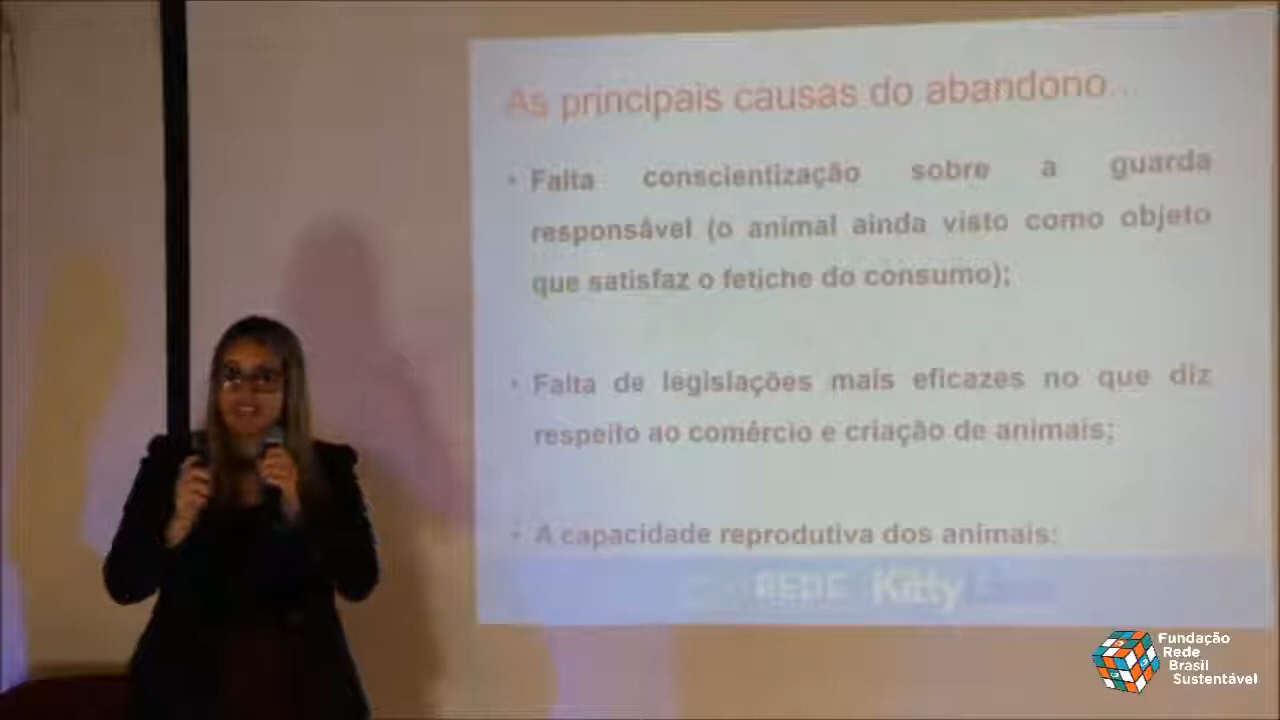 As principais causas do abandono...
• Falta conscientização sobre a guarda
responsável (o animal ainda visto como objeto
que satisfaz o fetiche do consumo);
• Falta de legislações mais eficazes no que diz
respeito ao comércio e criação de animais;
• A capacidade reprodutiva dos animais;
REDE Kitty
Fundação
Rede
Brasil
Sustentável